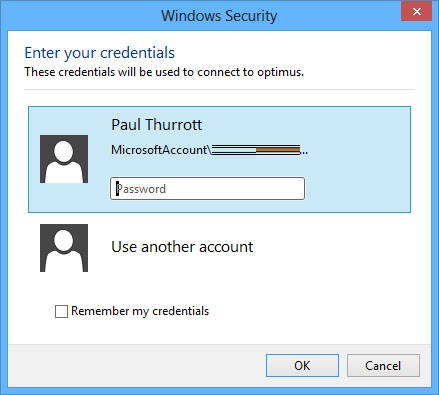 Windows Security
Enter your credentials
These credentials will be used to connect to optimus.
Paul Thurrott
MicrosoftAccount\...
Password
Use another account
Remember my credentials
OK
Cancel